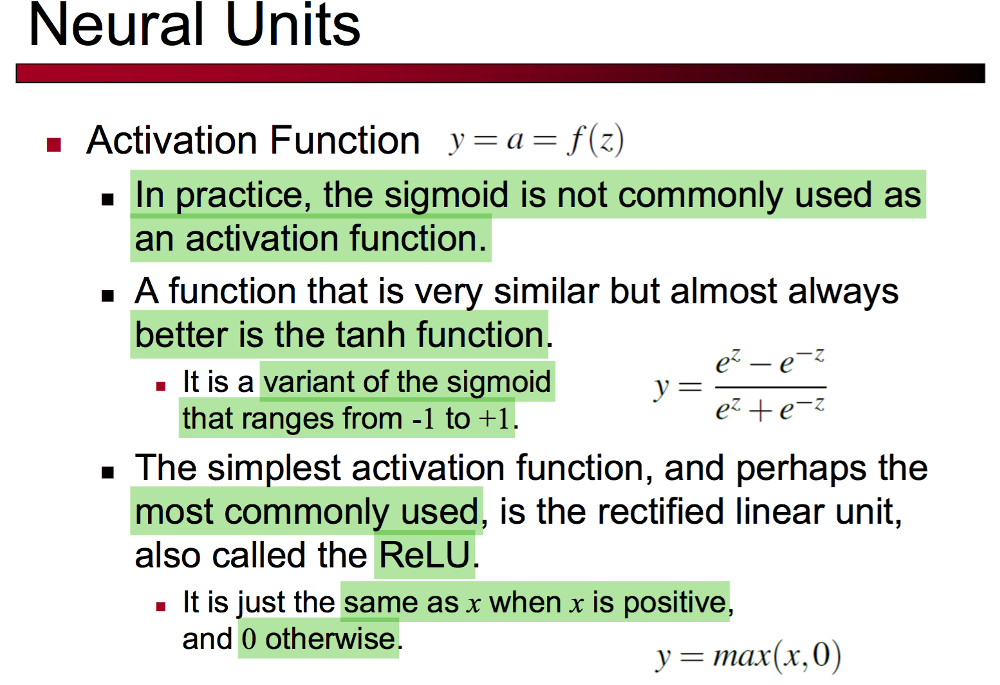 Neural Units
Activation Function y = a = f(z)
In practice, the sigmoid is not commonly used as
an activation function.
A function that is very similar but almost always
better is the tanh function.
It is a variant of the sigmoid
that ranges from -1 to +1.
y = \frac{e^z - e^{-z}}{e^z + e^{-z}}
The simplest activation function, and perhaps the
most commonly used, is the rectified linear unit,
also called the ReLU.
It is just the same as x when x is positive,
and 0 otherwise.
y = max(x,0)